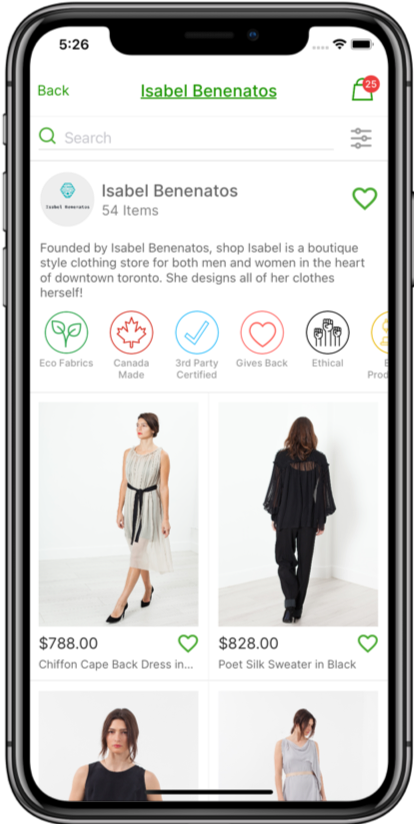 5:26
Back
Isabel Benenatos
25
Search
Isabel Benenatos
Isabel Benenatos
54 Items
Founded by Isabel Benenatos, shop Isabel is a boutique
style clothing store for both men and women in the heart
of downtown toronto. She designs all of her clothes
herself!
Eco Fabrics
Canada
Made
3rd Party
Certified
Gives Back
Ethical
E
Prod
$788.00
Chiffon Cape Back Dress in...
$828.00
Poet Silk Sweater in Black